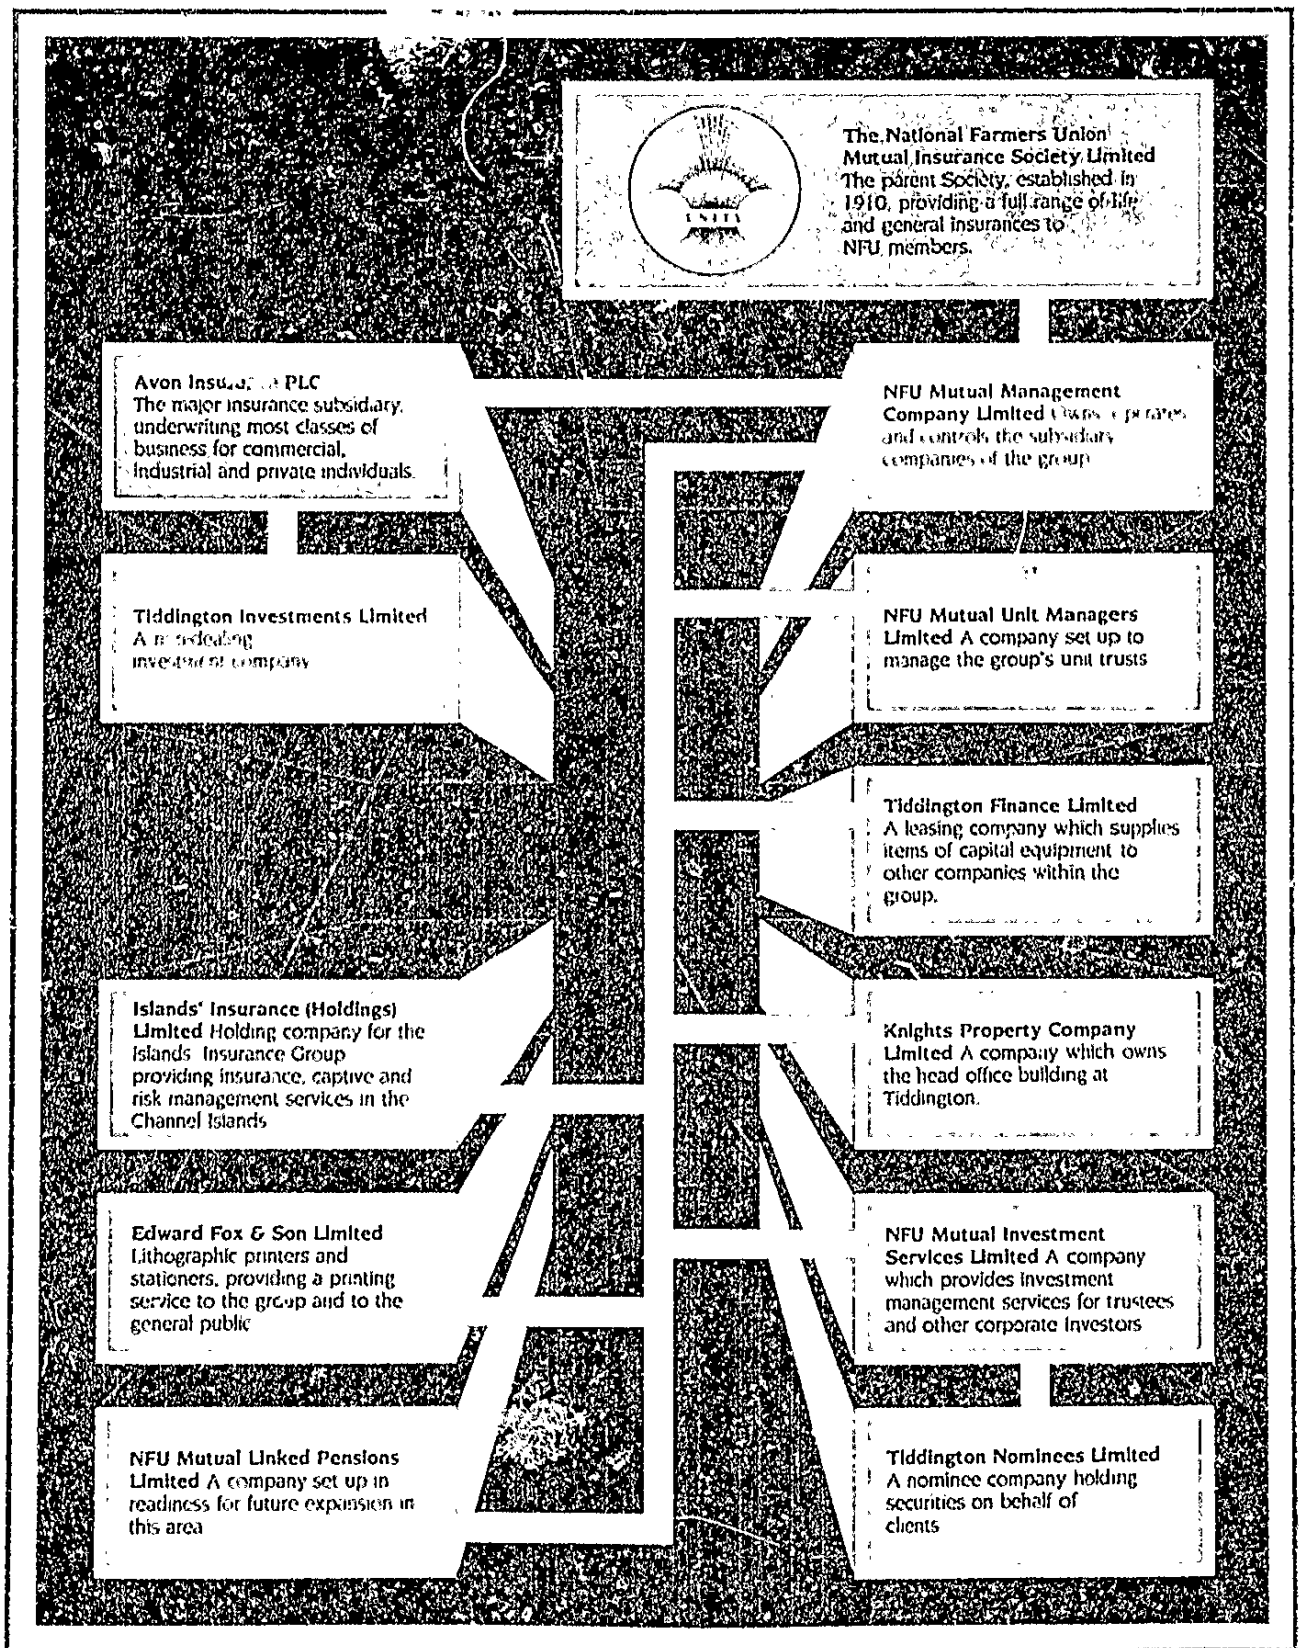 UNITY
The National Farmers Union
Mutual Insurance Society Limited
The parent Society, established in
1910, providing a full range of life
and general insurances to
NFU members.
Avon PLC
The major insurance subsidiary,
underwriting most classes of
business for commercial,
industrial and private individuals.
NFU Mutual Management
Company Limited Owns, operates
and controls the subsidiary
companies of the group
Tiddington Investments Limited
A
investment company
NFU Mutual Unit Managers
Limited A company set up to
manage the group's unit trusts
Tiddington Finance Limited
A leasing company which supplies
items of capital equipment to
other companies within the
group.
Islands' Insurance (Holdings)
Limited Holding company for the
Islands Insurance Group
providing insurance, captive and
risk management services in the
Channel Islands
Knights Property Company
Limited A company which owns
the head office building at
Tiddington.
Edward Fox & Son Limited
Lithographic printers and
stationers, providing a printing
service to the group and to the
general public
NFU Mutual Investment
Services Limited A company
which provides investment
management services for trustees
and other corporate investors
NFU Mutual Linked Pensions
Limited A company set up in
readiness for future expansion in
this area
Tiddington Nominees Limited
A nominee company holding
securities on behalf of
clients